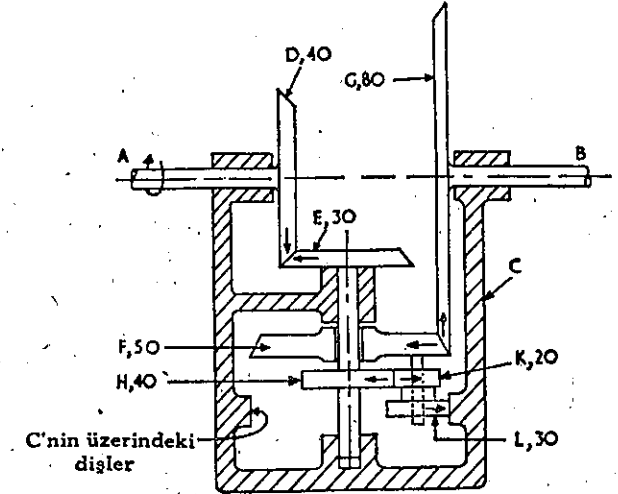 D,40
G,80
A
B
E,30
C
F,50
K,20
H,40
C'nin üzerindeki
dişler
L,30